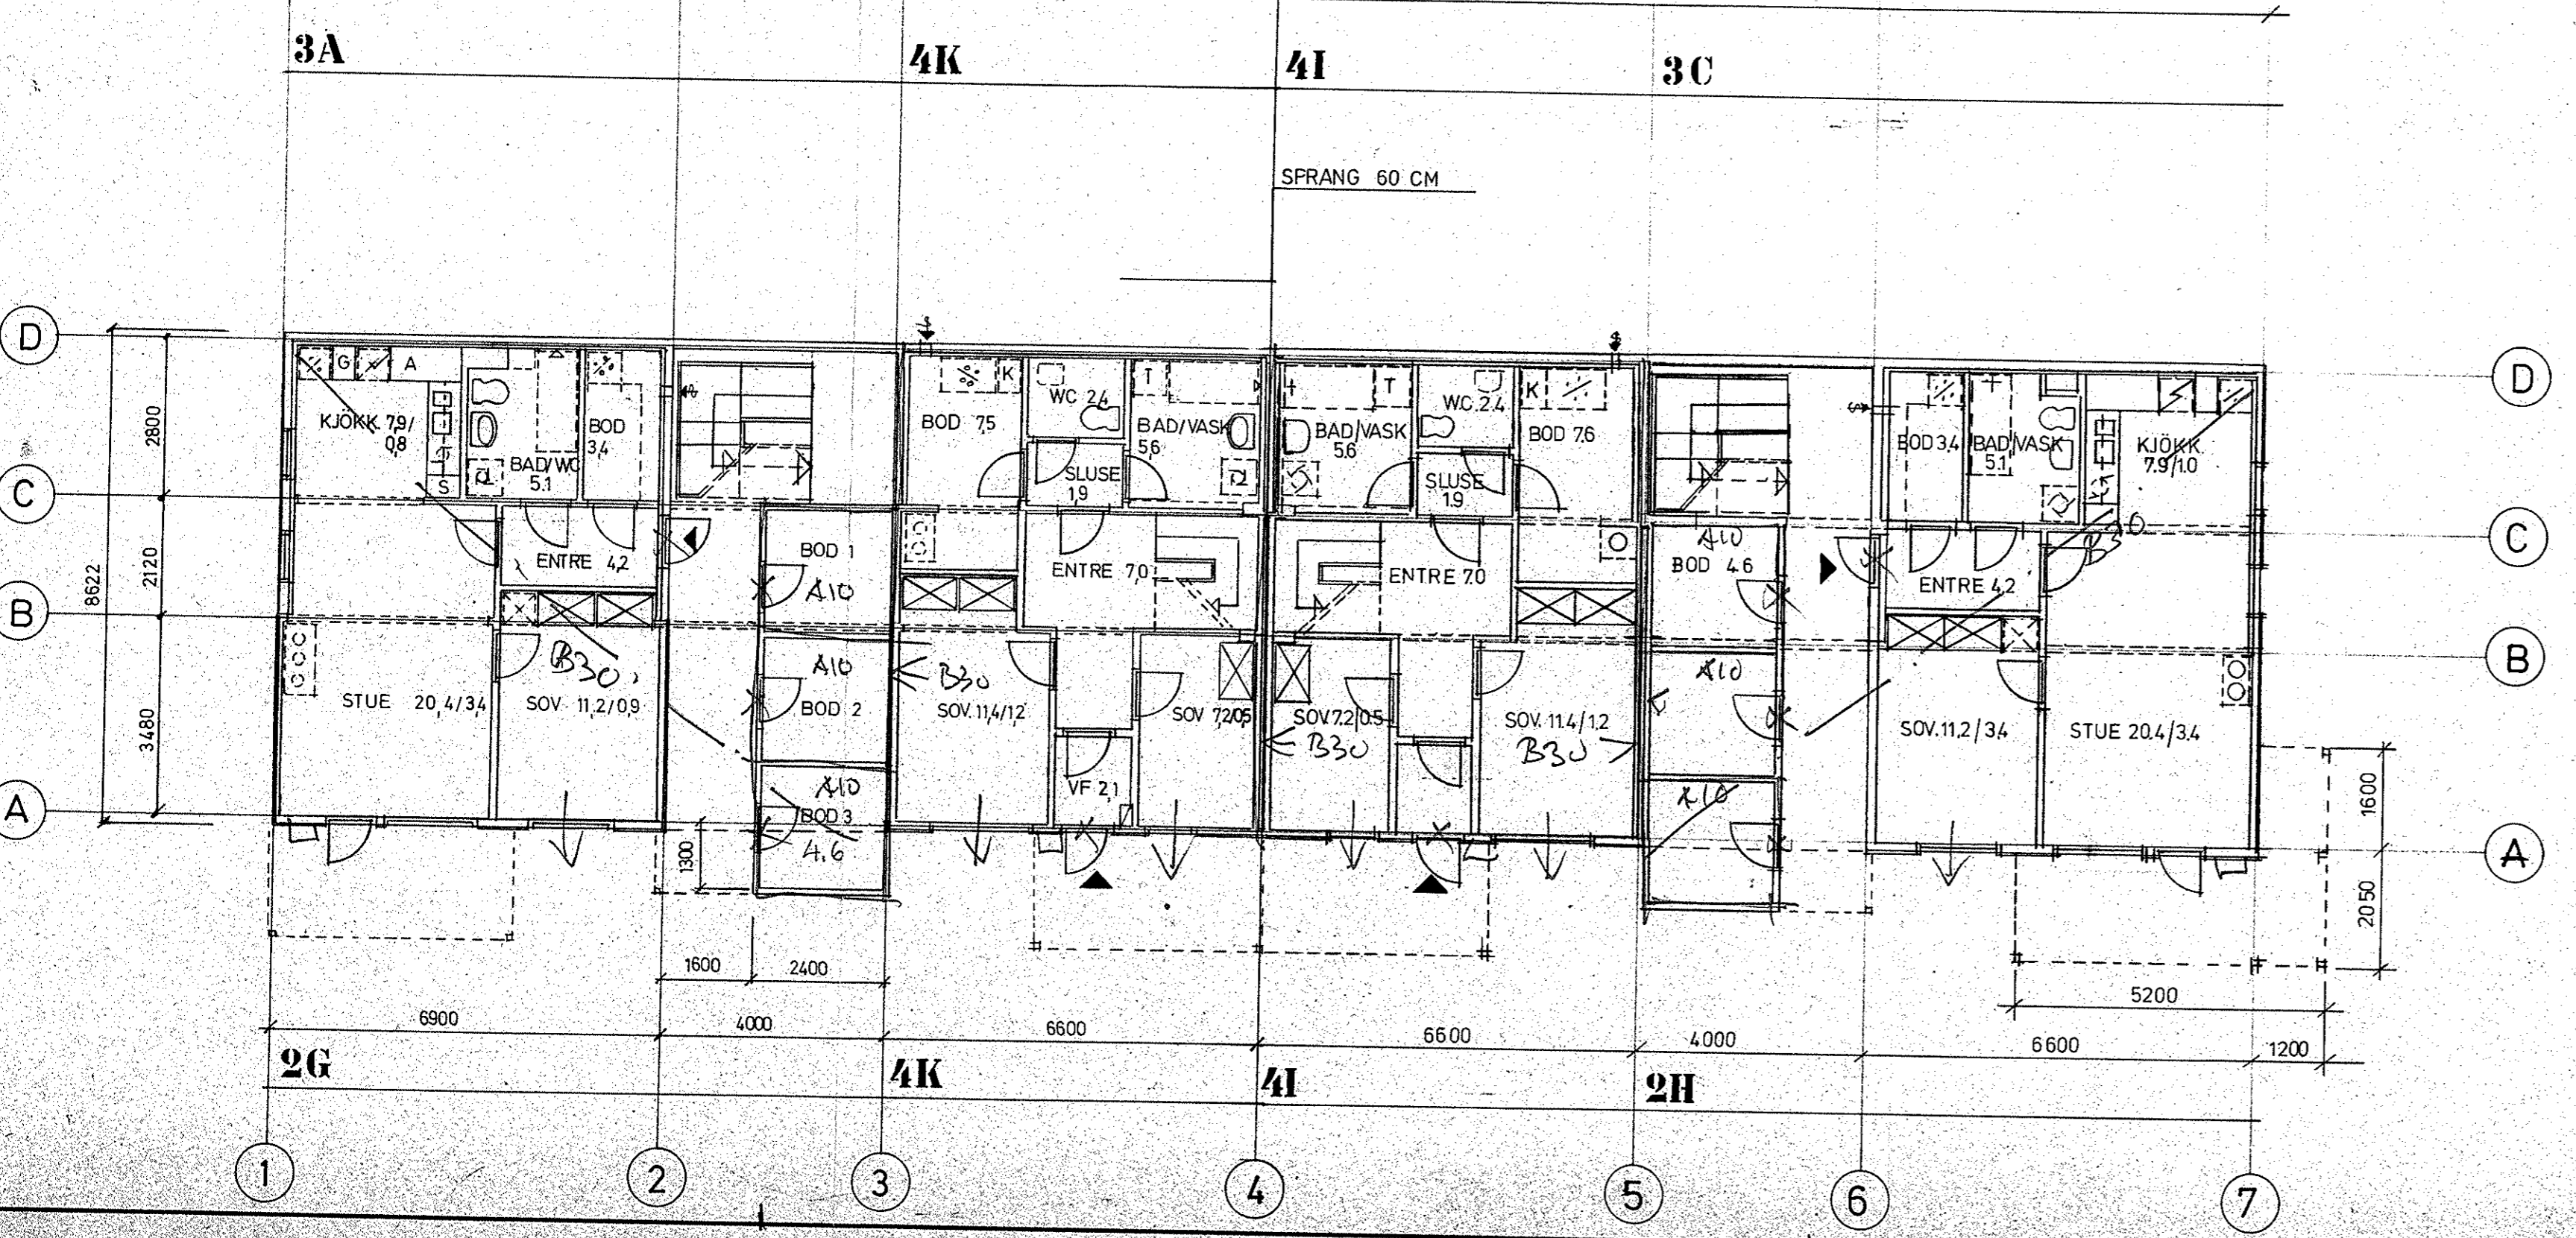 3A
4K
4I
3C
SPRANG 60 CM
D
D
G
A
K
T
T
K
KJÖKK. 7,9/
0,8
BOD
3,4
BAD/WC
5.1
S
BOD 7,5
WC 2,4
BAD/VASK
5,6
SLUSE
1,9
BAD/VASK
5.6
WC 2.4
BOD 7.6
SLUSE
1.9
BOD 3.4
BAD/VASK
5.1
KJÖKK.
7.9/1.0
2800
C
C
ENTRE 4,2
BOD 1
A10
ENTRE 7,0
ENTRE 7.0
A10
BOD 4.6
B30
ENTRE 4.2
2120
8622
B
B
B30
A10
BOD 2
B30
A10
STUE 20,4/3,4
SOV. 11,2/0,9
SOV. 11,4/1,2
SOV 7,2/0,5
SOV. 7.2/0.5
B30
SOV. 11.4/1.2
B30
SOV. 11.2/3.4
STUE 20.4/3.4
3480
A10
BOD 3
4.6
VF 2,1
A10
A
A
1300
1600
2050
1600
2400
5200
6900
4000
6600
6600
4000
6600
1200
2G
4K
4I
2H
1
2
3
4
5
6
7